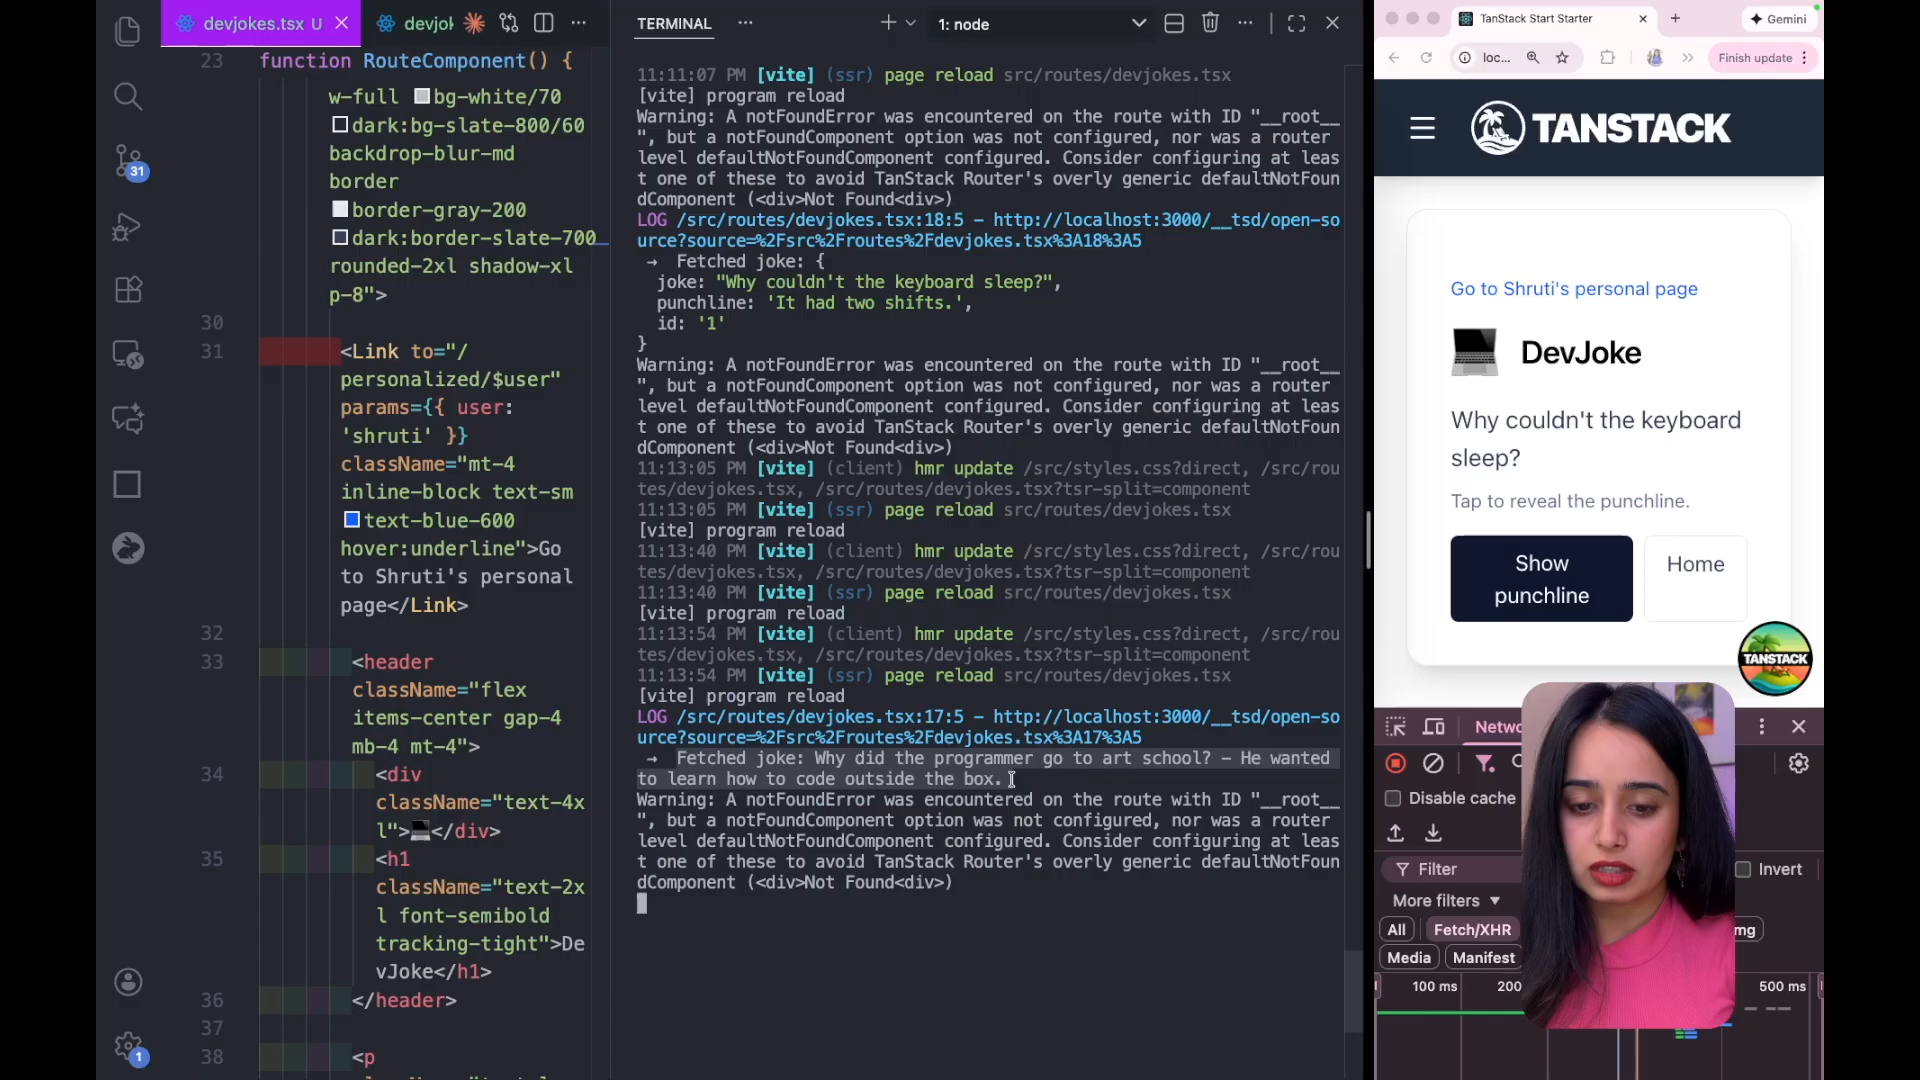 devjokes.tsx U
devjok
TERMINAL
1: node
23
function RouteComponent() {
w-full bg-white/70
dark:bg-slate-800/60
backdrop-blur-md
border
border-gray-200
dark:border-slate-700
rounded-2xl shadow-xl
p-8">
30
31
<Link to="/
personalized/$user"
params={{ user:
'shruti' }}
className="mt-4
inline-block text-sm
text-blue-600
hover:underline">Go
to Shruti's personal
page</Link>
32
33
<header
className="flex
items-center gap-4
mb-4 mt-4">
34
<div
className="text-4x
l">💻</div>
35
<h1
className="text-2x
l font-semibold
tracking-tight">De
vJoke</h1>
36
</header>
37
38
<p
31
1
11:11:07 PM [vite] (ssr) page reload src/routes/devjokes.tsx
[vite] program reload
Warning: A notFoundError was encountered on the route with ID "__root__
", but a notFoundComponent option was not configured, nor was a router
level defaultNotFoundComponent configured. Consider configuring at leas
t one of these to avoid TanStack Router's overly generic defaultNotFoun
dComponent (<div>Not Found<div>)
LOG /src/routes/devjokes.tsx:18:5 – http://localhost:3000/__tsd/open-so
urce?source=%2Fsrc%2Froutes%2Fdevjokes.tsx%3A18%3A5
→ Fetched joke: {
joke: "Why couldn't the keyboard sleep?",
punchline: 'It had two shifts.',
id: '1'
}
Warning: A notFoundError was encountered on the route with ID "__root__
", but a notFoundComponent option was not configured, nor was a router
level defaultNotFoundComponent configured. Consider configuring at leas
t one of these to avoid TanStack Router's overly generic defaultNotFoun
dComponent (<div>Not Found<div>)
11:13:05 PM [vite] (client) hmr update /src/styles.css?direct, /src/rou
tes/devjokes.tsx, /src/routes/devjokes.tsx?tsr-split=component
11:13:05 PM [vite] (ssr) page reload src/routes/devjokes.tsx
[vite] program reload
11:13:40 PM [vite] (client) hmr update /src/styles.css?direct, /src/rou
tes/devjokes.tsx, /src/routes/devjokes.tsx?tsr-split=component
11:13:40 PM [vite] (ssr) page reload src/routes/devjokes.tsx
[vite] program reload
11:13:54 PM [vite] (client) hmr update /src/styles.css?direct, /src/rou
tes/devjokes.tsx, /src/routes/devjokes.tsx?tsr-split=component
11:13:54 PM [vite] (ssr) page reload src/routes/devjokes.tsx
[vite] program reload
LOG /src/routes/devjokes.tsx:17:5 – http://localhost:3000/__tsd/open-so
urce?source=%2Fsrc%2Froutes%2Fdevjokes.tsx%3A17%3A5
→ Fetched joke: Why did the programmer go to art school? – He wanted
to learn how to code outside the box.
Warning: A notFoundError was encountered on the route with ID "__root__
", but a notFoundComponent option was not configured, nor was a router
level defaultNotFoundComponent configured. Consider configuring at leas
t one of these to avoid TanStack Router's overly generic defaultNotFoun
dComponent (<div>Not Found<div>)
TanStack Start Starter
Gemini
loc...
Finish update
TANSTACK
Go to Shruti's personal page
DevJoke
Why couldn't the keyboard
sleep?
Tap to reveal the punchline.
Show
punchline
Home
TANSTACK
Netwo
Disable cache
Filter
Invert
More filters
All
Fetch/XHR
mg
Media
Manifest
100 ms
200
500 ms